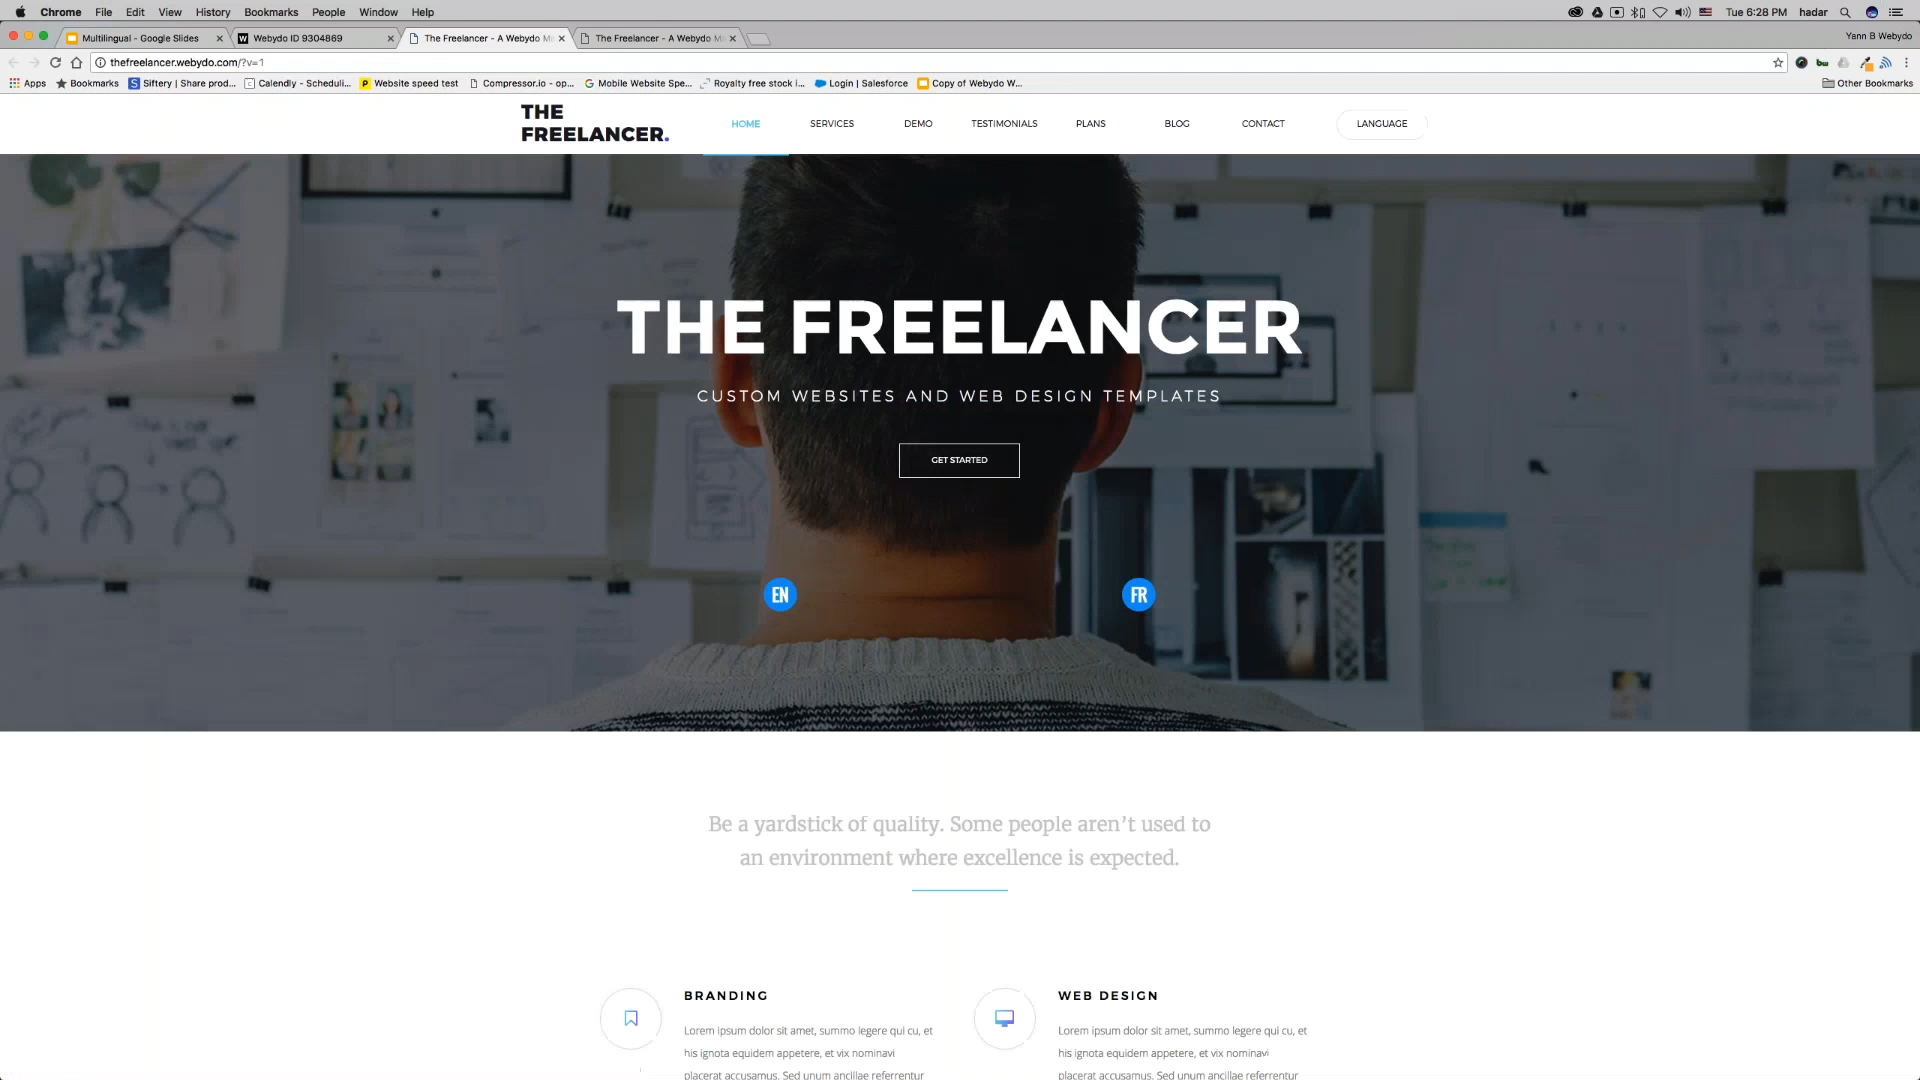 Chrome File Edit View History Bookmarks People Window Help
Tue 6:28 PM hadar
Multilingual - Google Slides
Webydo ID 9304869
The Freelancer - A Webydo
The Freelancer - A Webydo
Yann B Webydo
thefreelancer.webydo.com/?v=1
Apps Bookmarks Siftery | Share prod... Calendly - Scheduli... Website speed test Compressor.io - op... Mobile Website Spe... Royalty free stock i... Login | Salesforce Copy of Webydo W... Other Bookmarks
THE
FREELANCER.
HOME SERVICES DEMO TESTIMONIALS PLANS BLOG CONTACT LANGUAGE
THE FREELANCER
CUSTOM WEBSITES AND WEB DESIGN TEMPLATES
GET STARTED
EN FR
Be a yardstick of quality. Some people aren't used to
an environment where excellence is expected.
BRANDING
Lorem ipsum dolor sit amet, summo legere qui cu, et
his ignota equidem appetere, et vix nominavi
placerat accusamus. Sed unum ancillae referrentur
WEB DESIGN
Lorem ipsum dolor sit amet, summo legere qui cu, et
his ignota equidem appetere, et vix nominavi
placerat accusamus. Sed unum ancillae referrentur